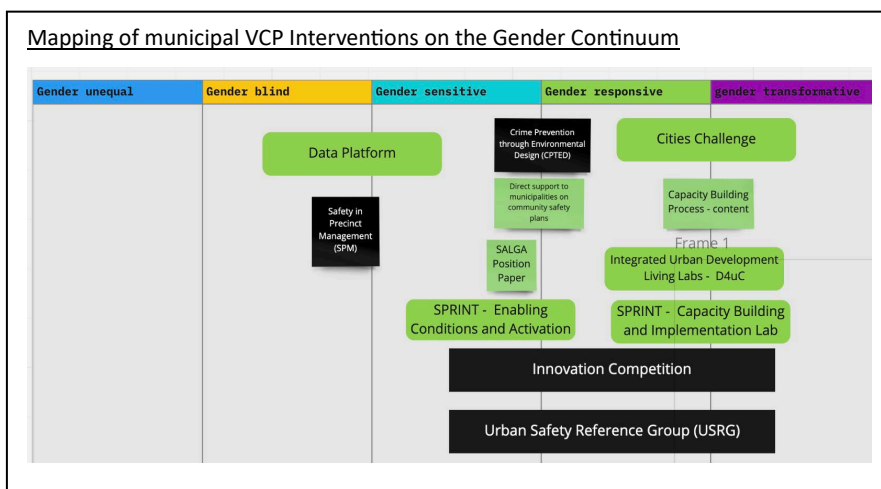 Mapping of municipal VCP Interventions on the Gender Continuum
Gender unequal
Gender blind
Gender sensitive
Gender responsive
gender transformative
Data Platform
Crime Prevention
through Environmental
Design (CPTED)
Cities Challenge
Safety in
Precinct
Management
(SPM)
Direct support to
municipalities on
community safety
plans
Capacity Building
Process - content
SALGA
Position
Paper
Frame 1
Integrated Urban Development
Living Labs - D4uC
SPRINT - Enabling
Conditions and Activation
SPRINT - Capacity Building
and Implementation Lab
Innovation Competition
Urban Safety Reference Group (USRG)